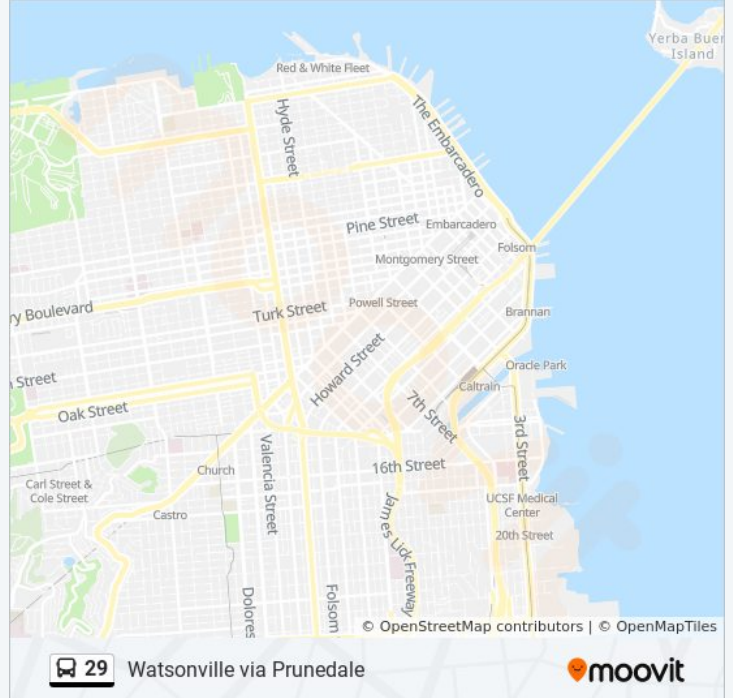 Yerba Buer
Island
Red & White Fleet
Hyde Street
The Embarcadero
Pine Street
Embarcadero
Folsom
Montgomery Street
ry Boulevard
Turk Street
Powell Street
Brannan
Howard Street
Oracle Park
n Street
Caltrain
Oak Street
7th Street
3rd Street
Valencia Street
Church
16th Street
Carl Street &
Cole Street
UCSF Medical
Center
Castro
James Lick Freeway
20th Street
Dolores
Folsom
© OpenStreetMap contributors | © OpenMapTiles
29 Watsonville via Prunedale
moovit